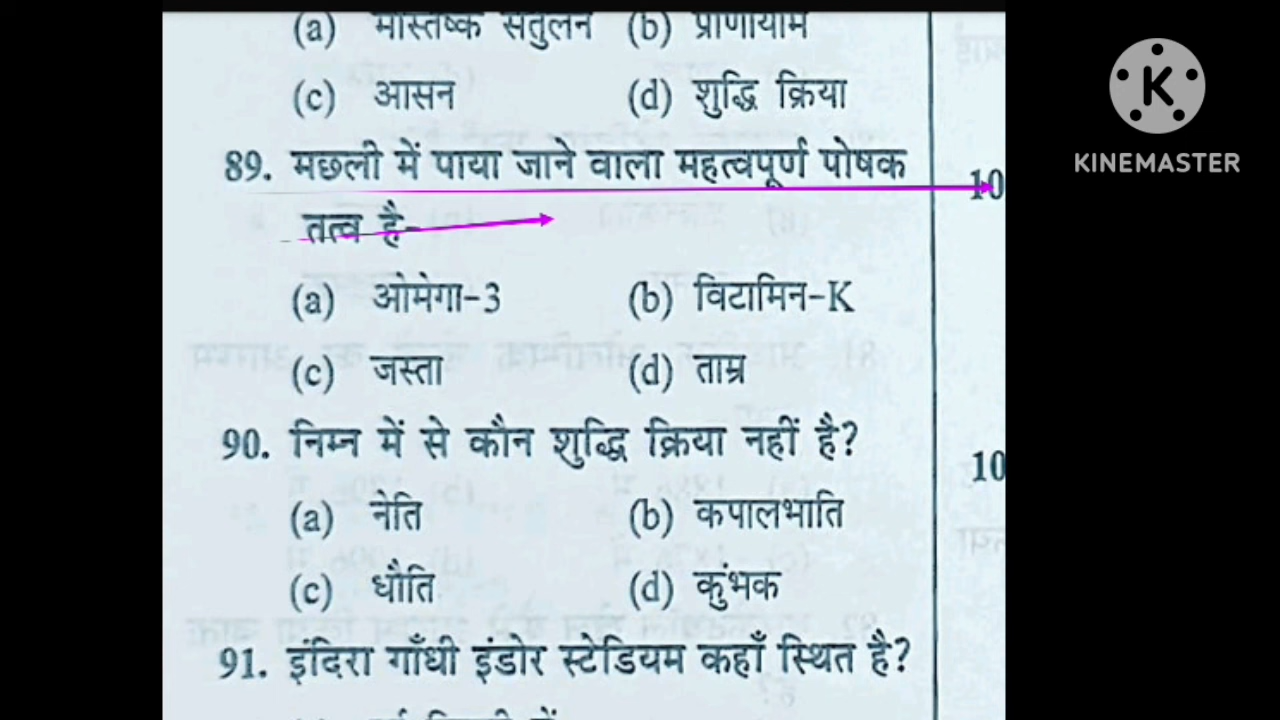 (a) मस्तिष्क संतुलन (b) प्राणायाम
(c) आसन (d) शुद्धि क्रिया
89. मछली में पाया जाने वाला महत्वपूर्ण पोषक
तत्व है-
(a) ओमेगा-3 (b) विटामिन-K
(c) जस्ता (d) ताम्र
90. निम्न में से कौन शुद्धि क्रिया नहीं है?
(a) नेति (b) कपालभाति
(c) धौति (d) कुंभक
91. इंदिरा गाँधी इंडोर स्टेडियम कहाँ स्थित है?
10
10
KINEMASTER